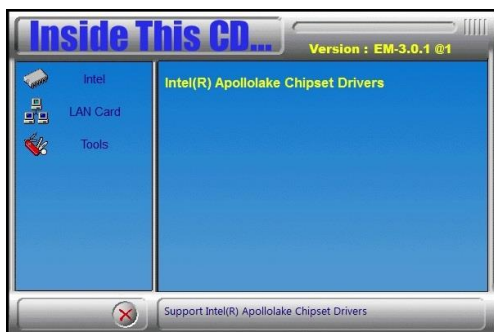 Inside This CD...
Version : EM-3.0.1 @1
Intel
LAN Card
Tools
Intel(R) Apollolake Chipset Drivers
Support Intel(R) Apollolake Chipset Drivers